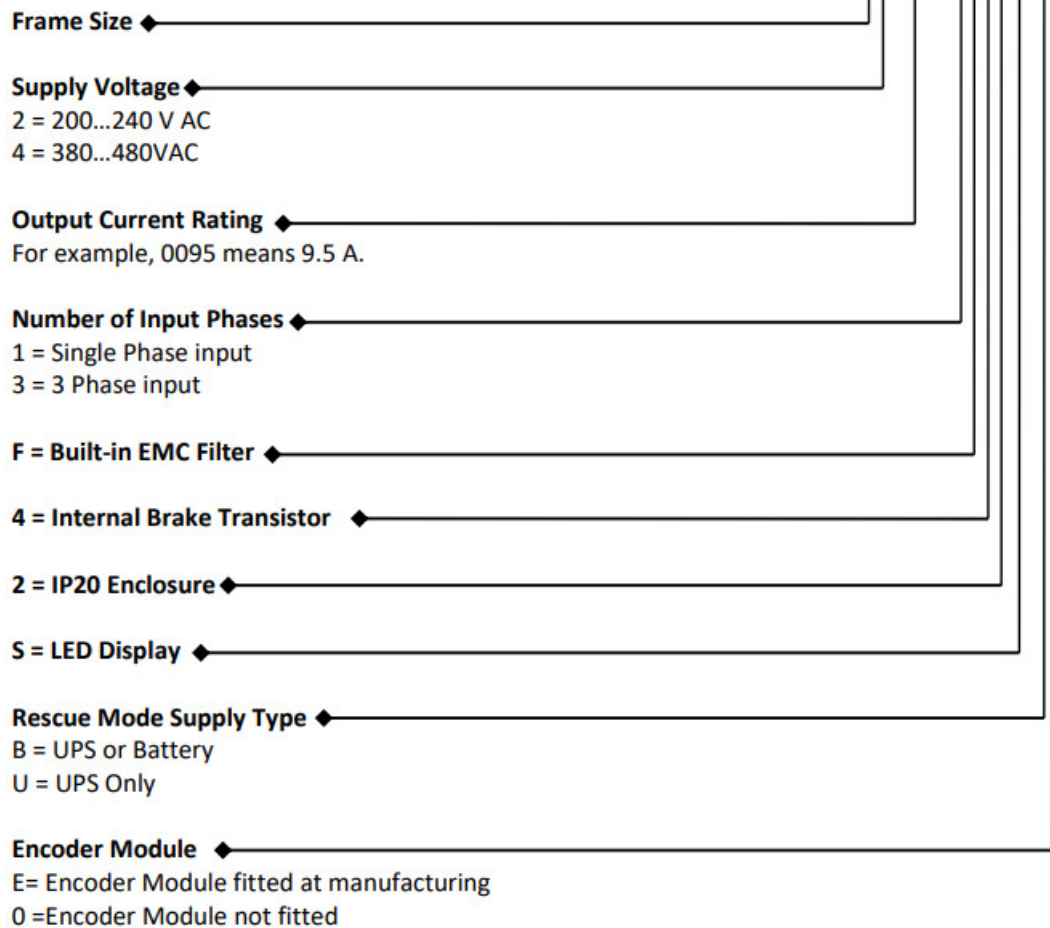 Frame Size
Supply Voltage
2 = 200...240 V AC
4 = 380...480VAC
Output Current Rating
For example, 0095 means 9.5 A.
Number of Input Phases
1 = Single Phase input
3 = 3 Phase input
F = Built-in EMC Filter
4 = Internal Brake Transistor
2 = IP20 Enclosure
S = LED Display
Rescue Mode Supply Type
B = UPS or Battery
U = UPS Only
Encoder Module
E= Encoder Module fitted at manufacturing
0 =Encoder Module not fitted